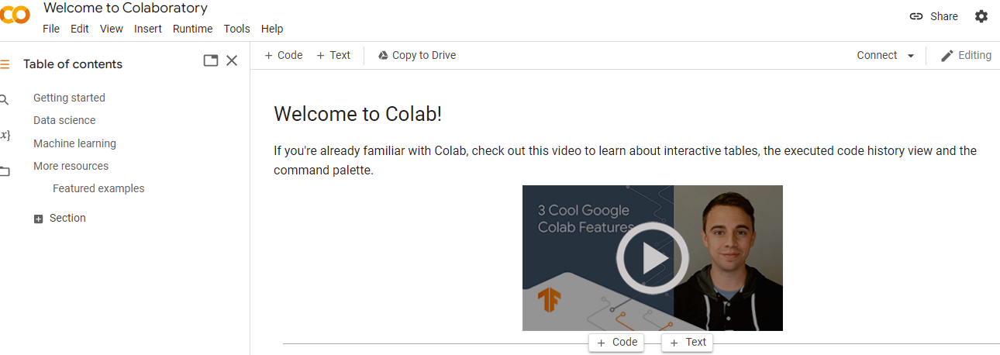 Welcome to Colaboratory
File Edit View Insert Runtime Tools Help
Share
Table of contents
Getting started
Data science
Machine learning
More resources
Featured examples
Section
+ Code + Text Copy to Drive
Connect
Editing
Welcome to Colab!
If you're already familiar with Colab, check out this video to learn about interactive tables, the executed code history view and the
command palette.
3 Cool Google
Colab Features
+ Code + Text